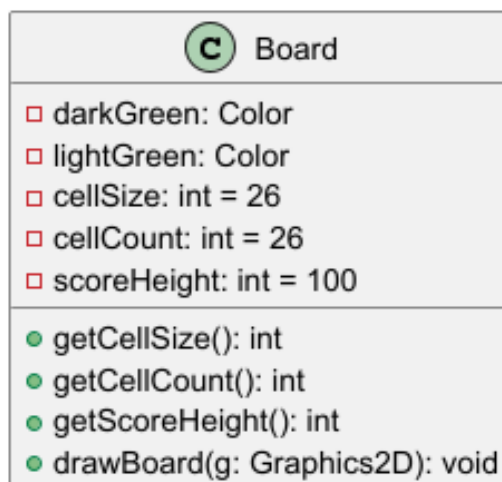 C Board
darkGreen: Color
lightGreen: Color
cellSize: int = 26
cellCount: int = 26
scoreHeight: int = 100
getCellSize(): int
getCellCount(): int
getScoreHeight(): int
drawBoard(g: Graphics2D): void